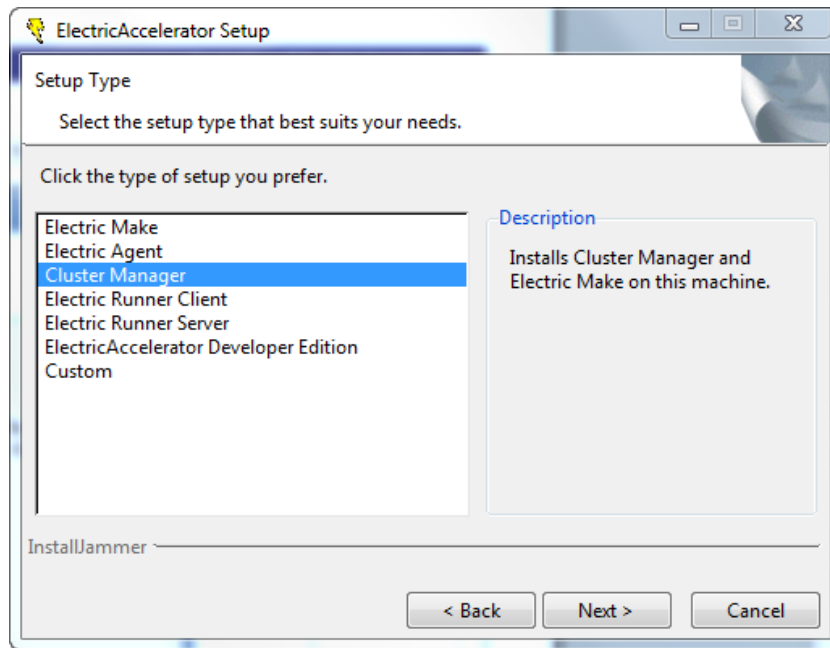 ElectricAccelerator Setup
Setup Type
Select the setup type that best suits your needs.
Click the type of setup you prefer.
Electric Make
Electric Agent
Cluster Manager
Electric Runner Client
Electric Runner Server
ElectricAccelerator Developer Edition
Custom
Description
Installs Cluster Manager and
Electric Make on this machine.
InstallJammer
< Back
Next >
Cancel